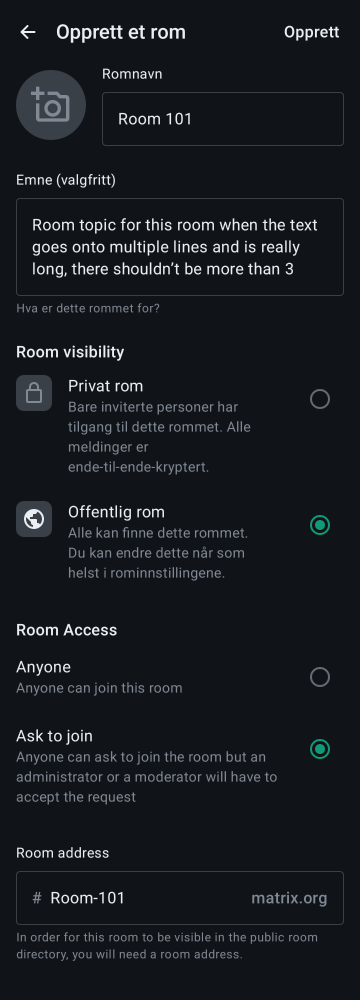 Opprett et rom
Opprett
Romnavn
Room 101
Emne (valgfritt)
Room topic for this room when the text
goes onto multiple lines and is really
long, there shouldn’t be more than 3
Hva er dette rommet for?
Room visibility
Privat rom
Bare inviterte personer har
tilgang til dette rommet. Alle
meldinger er
ende-til-ende-kryptert.
Offentlig rom
Alle kan finne dette rommet.
Du kan endre dette når som
helst i rominnstillingene.
Room Access
Anyone
Anyone can join this room
Ask to join
Anyone can ask to join the room but an
administrator or a moderator will have to
accept the request
Room address
# Room-101 matrix.org
In order for this room to be visible in the public room
directory, you will need a room address.